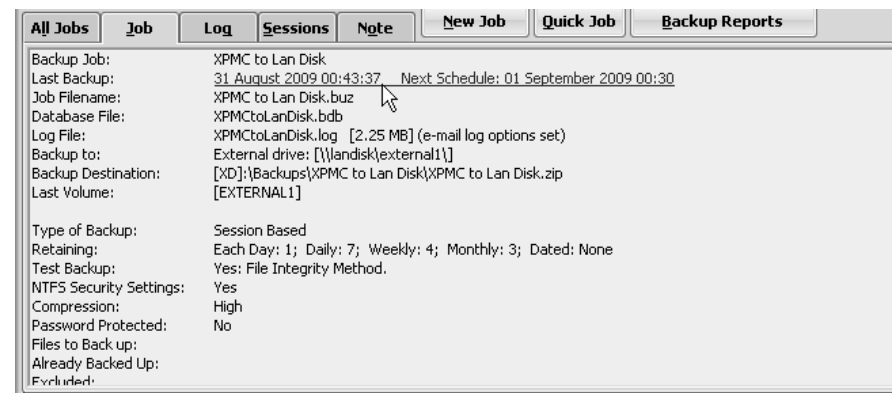 All Jobs Job Log Sessions Note New Job Quick Job Backup Reports
Backup Job: XPMC to Lan Disk
Last Backup: 31 August 2009 00:43:37 Next Schedule: 01 September 2009 00:30
Job Filename: XPMC to Lan Disk.buz
Database File: XPMCtoLanDisk.bdb
Log File: XPMCtoLanDisk.log [2.25 MB] (e-mail log options set)
Backup to: External drive: [\\landisk\external1\]
Backup Destination: [XD]:\Backups\XPMC to Lan Disk\XPMC to Lan Disk.zip
Last Volume: [EXTERNAL1]
Type of Backup: Session Based
Retaining: Each Day: 1; Daily: 7; Weekly: 4; Monthly: 3; Dated: None
Test Backup: Yes: File Integrity Method.
NTFS Security Settings: Yes
Compression: High
Password Protected: No
Files to Back up:
Already Backed Up:
Excluded: